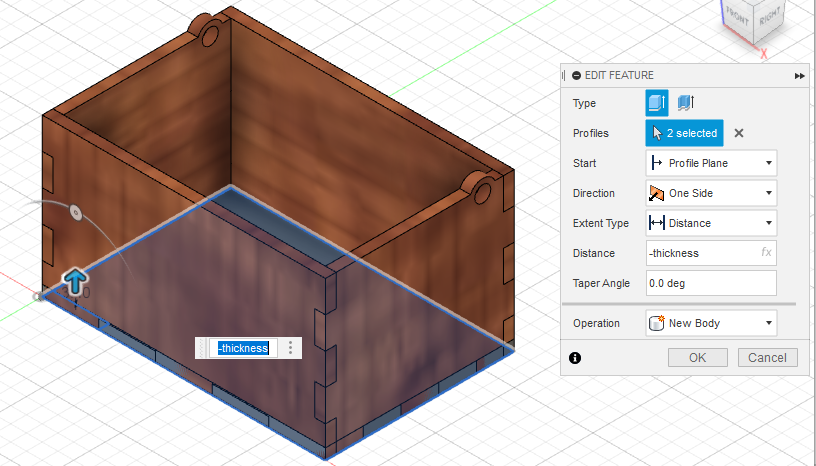 FRONT
RIGHT
X
EDIT FEATURE
Type
Profiles 2 selected
Start Profile Plane
Direction One Side
Extent Type Distance
Distance -thickness fx
Taper Angle 0.0 deg
Operation New Body
OK Cancel
-thickness